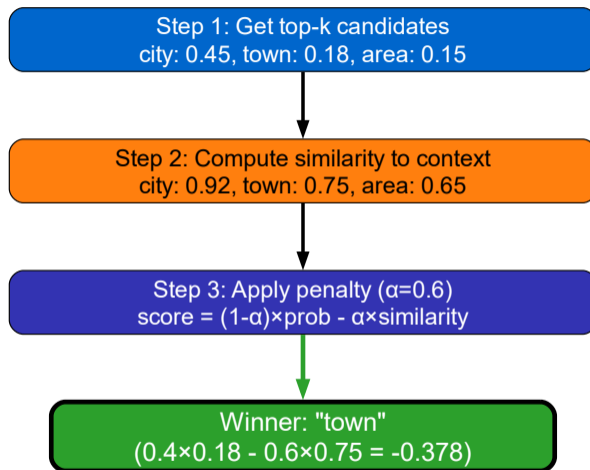 Step 1: Get top-k candidates
city: 0.45, town: 0.18, area: 0.15
Step 2: Compute similarity to context
city: 0.92, town: 0.75, area: 0.65
Step 3: Apply penalty (α=0.6)
score = (1-α)×prob - α×similarity
Winner: "town"
(0.4×0.18 - 0.6×0.75 = -0.378)